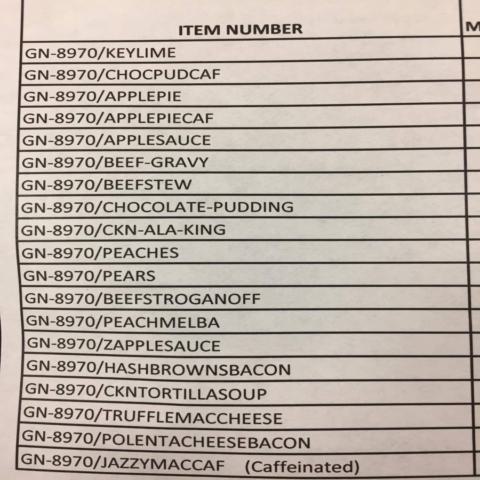 ITEM NUMBER M
GN-8970/KEYLIME
GN-8970/CHOCPUDCAF
GN-8970/APPLEPIE
GN-8970/APPLEPIECAF
GN-8970/APPLESAUCE
GN-8970/BEEF-GRAVY
GN-8970/BEEFSTEW
GN-8970/CHOCOLATE-PUDDING
GN-8970/CKN-ALA-KING
GN-8970/PEACHES
GN-8970/PEARS
GN-8970/BEEFSTROGANOFF
GN-8970/PEACHMELBA
GN-8970/ZAPPLESAUCE
GN-8970/HASHBROWNSBACON
GN-8970/CKNTORTILLASOUP
GN-8970/TRUFFLEMACCHEESE
GN-8970/POLENTACHEESEBACON
GN-8970/JAZZYMACCAF (Caffeinated)